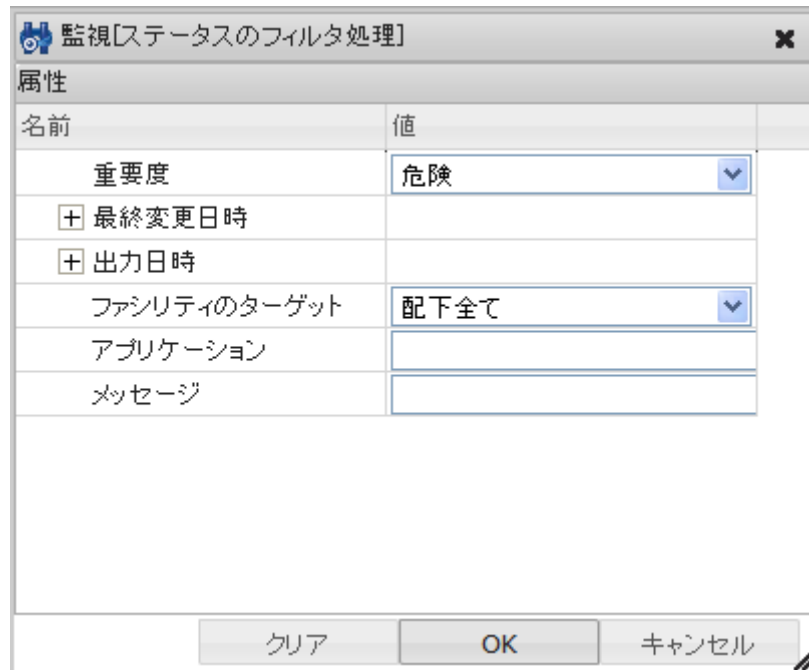 監視[ステータスのフィルタ処理]
属性
名前 値
重要度 危険
最終変更日時
出力日時
ファシリティのターゲット 配下全て
アプリケーション
メッセージ
クリア OK キャンセル